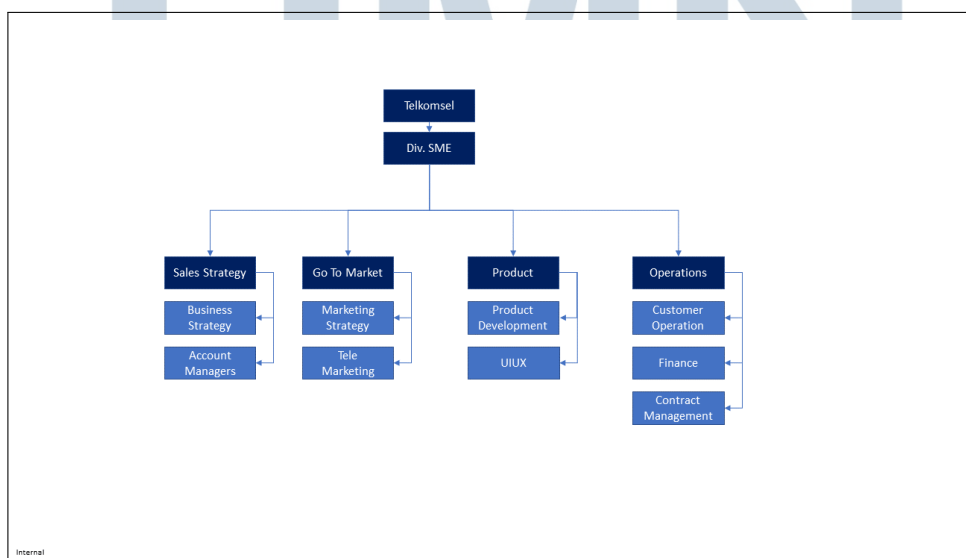 Telkomsel
Div. SME
Sales Strategy
Business
Strategy
Account
Managers
Go To Market
Marketing
Strategy
Tele
Marketing
Product
Product
Development
UIUX
Operations
Customer
Operation
Finance
Contract
Management
Internal